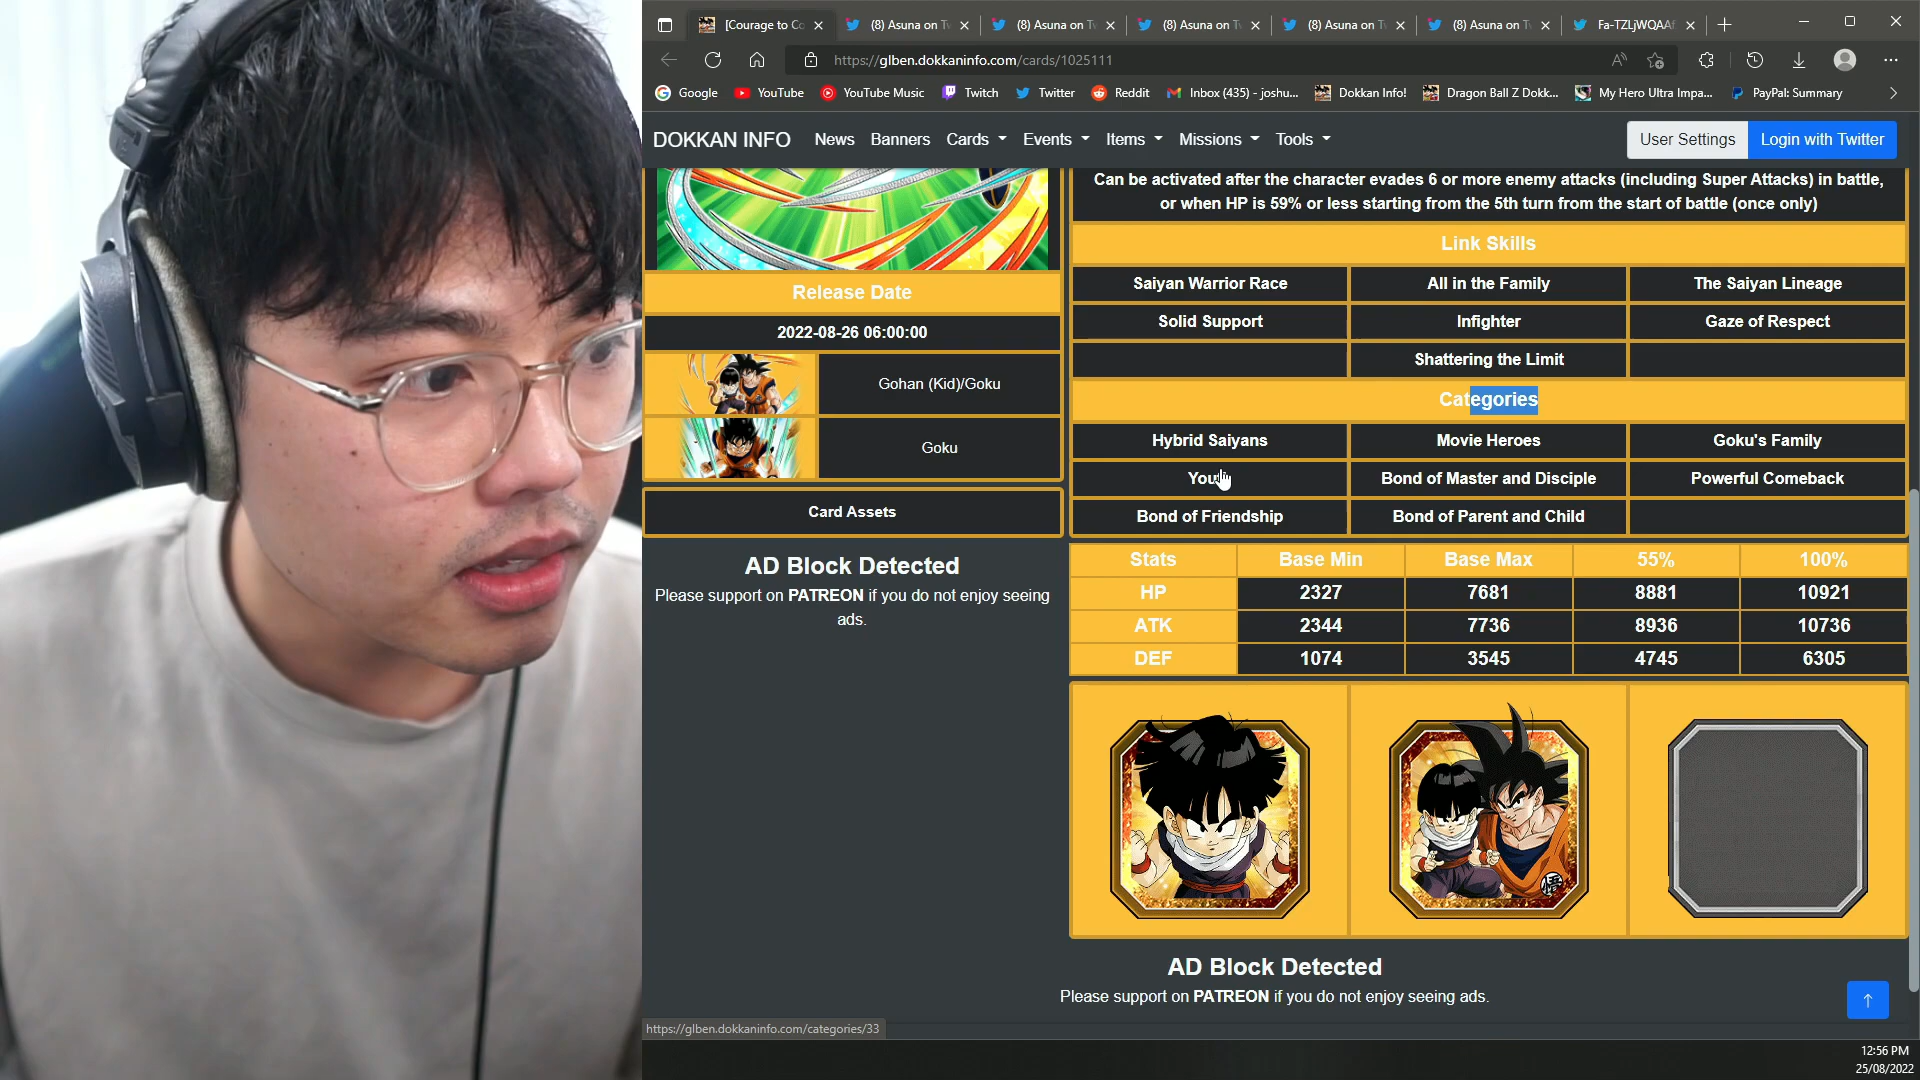 [Courage to Co
(8) Asuna on Tw
(8) Asuna on Tw
(8) Asuna on Tw
(8) Asuna on Tw
(8) Asuna on Tw
Fa-TZLjWQAA
https://glben.dokkaninfo.com/cards/1025111
Google YouTube YouTube Music Twitch Twitter Reddit Inbox (435) - joshu... Dokkan Info! Dragon Ball Z Dokk... My Hero Ultra Impa... PayPal: Summary
DOKKAN INFO News Banners Cards Events Items Missions Tools User Settings Login with Twitter
Can be activated after the character evades 6 or more enemy attacks (including Super Attacks) in battle,
or when HP is 59% or less starting from the 5th turn from the start of battle (once only)
Link Skills
Saiyan Warrior Race All in the Family The Saiyan Lineage
Solid Support Infighter Gaze of Respect
Shattering the Limit
Categories
Hybrid Saiyans Movie Heroes Goku's Family
Bond of Master and Disciple Powerful Comeback
Bond of Friendship Bond of Parent and Child
Release Date
2022-08-26 06:00:00
Gohan (Kid)/Goku
Goku
Card Assets
AD Block Detected
Please support on PATREON if you do not enjoy seeing
ads.
Stats Base Min Base Max 55% 100%
HP 2327 7681 8881 10921
ATK 2344 7736 8936 10736
DEF 1074 3545 4745 6305
悟
AD Block Detected
Please support on PATREON if you do not enjoy seeing ads.
https://glben.dokkaninfo.com/categories/33
12:56 PM
25/08/2022